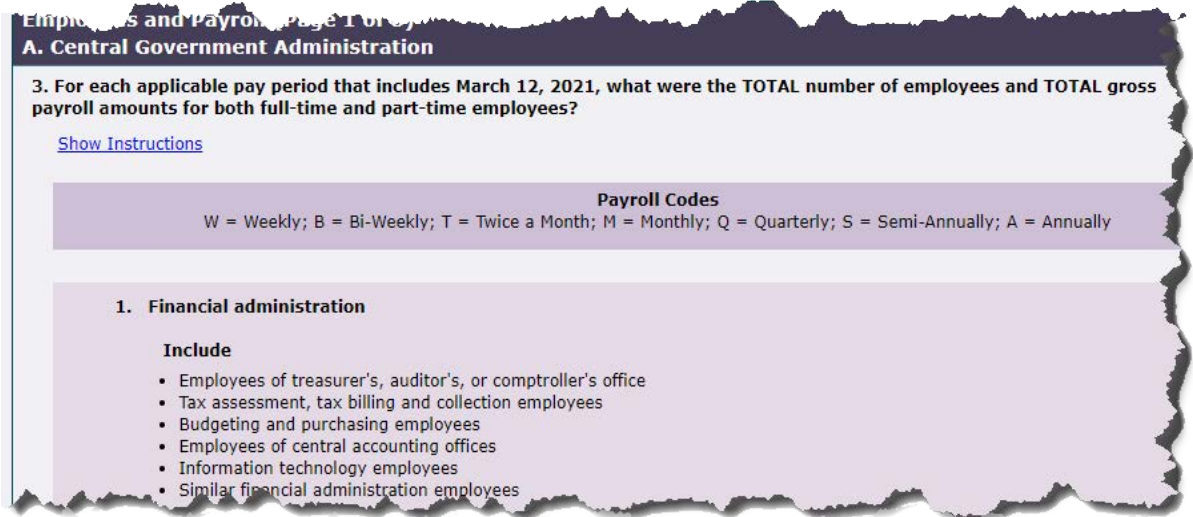 and Payroll
A. Central Government Administration
3. For each applicable pay period that includes March 12, 2021, what were the TOTAL number of employees and TOTAL gross
payroll amounts for both full-time and part-time employees?
Show Instructions
Payroll Codes
W = Weekly; B = Bi-Weekly; T = Twice a Month; M = Monthly; Q = Quarterly; S = Semi-Annually; A = Annually
1. Financial administration
Include
• Employees of treasurer's, auditor's, or comptroller's office
• Tax assessment, tax billing and collection employees
• Budgeting and purchasing employees
• Employees of central accounting offices
• Information technology employees
• Similar financial administration employees